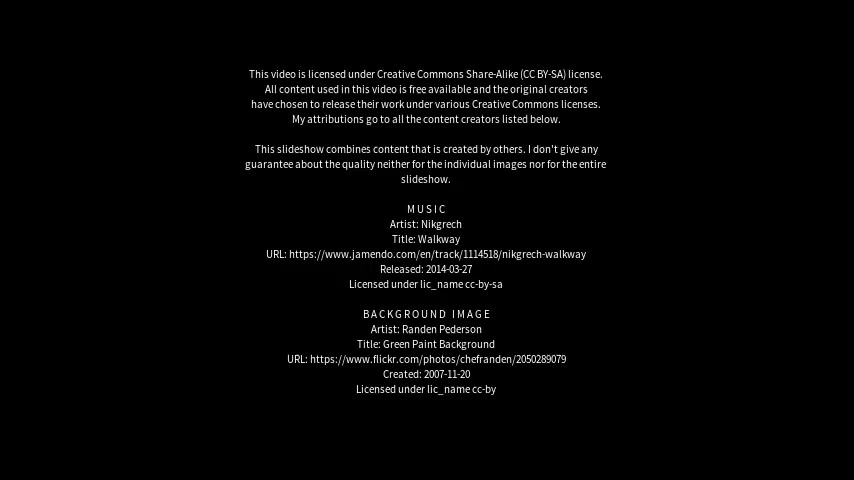 This video is licensed under Creative Commons Share-Alike (CC BY-SA) license.
All content used in this video is free available and the original creators
have chosen to release their work under various Creative Commons licenses.
My attributions go to all the content creators listed below.
This slideshow combines content that is created by others. I don't give any
guarantee about the quality neither for the individual images nor for the entire
slideshow.
MUSIC
Artist: Nikgrech
Title: Walkway
URL: https://www.jamendo.com/en/track/1114518/nikgrech-walkway
Released: 2014-03-27
Licensed under lic_name cc-by-sa
BACKGROUND IMAGE
Artist: Randen Pederson
Title: Green Paint Background
URL: https://www.flickr.com/photos/chefranden/2050289079
Created: 2007-11-20
Licensed under lic_name cc-by